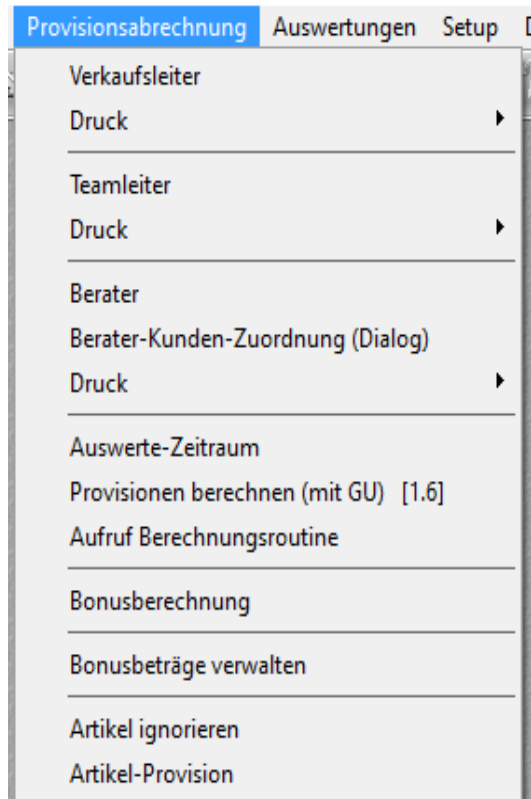 Provisionsabrechnung Auswertungen Setup
Verkaufsleiter
Druck
Teamleiter
Druck
Berater
Berater-Kunden-Zuordnung (Dialog)
Druck
Auswerte-Zeitraum
Provisionen berechnen (mit GU) [1.6]
Aufruf Berechnungsroutine
Bonusberechnung
Bonusbeträge verwalten
Artikel ignorieren
Artikel-Provision